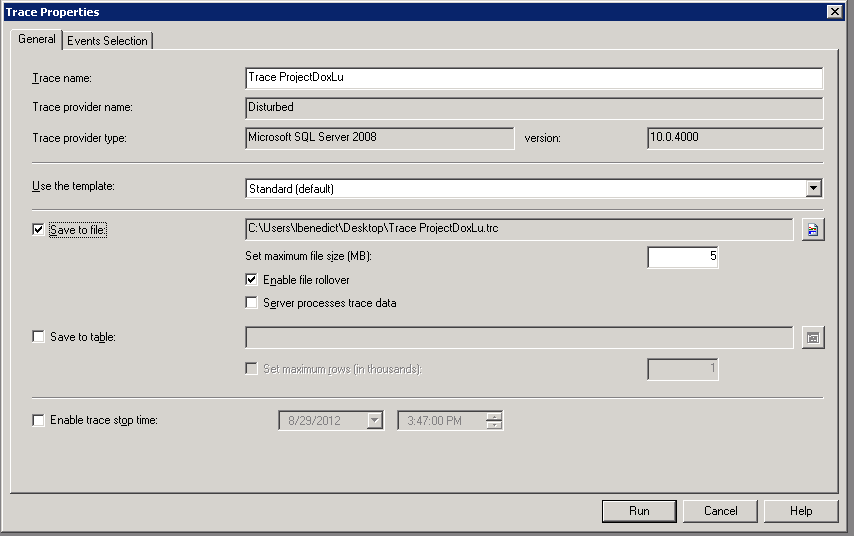 Trace Properties
General Events Selection
Trace name: Trace ProjectDoxLu
Trace provider name: Disturbed
Trace provider type: Microsoft SQL Server 2008 version: 10.0.4000
Use the template: Standard (default)
Save to file: C:\Users\lbenedict\Desktop\Trace ProjectDoxLu.trc
Set maximum file size (MB): 5
Enable file rollover
Server processes trace data
Save to table:
Set maximum rows (in thousands): 1
Enable trace stop time: 8/29/2012 3:47:00 PM
Run Cancel Help